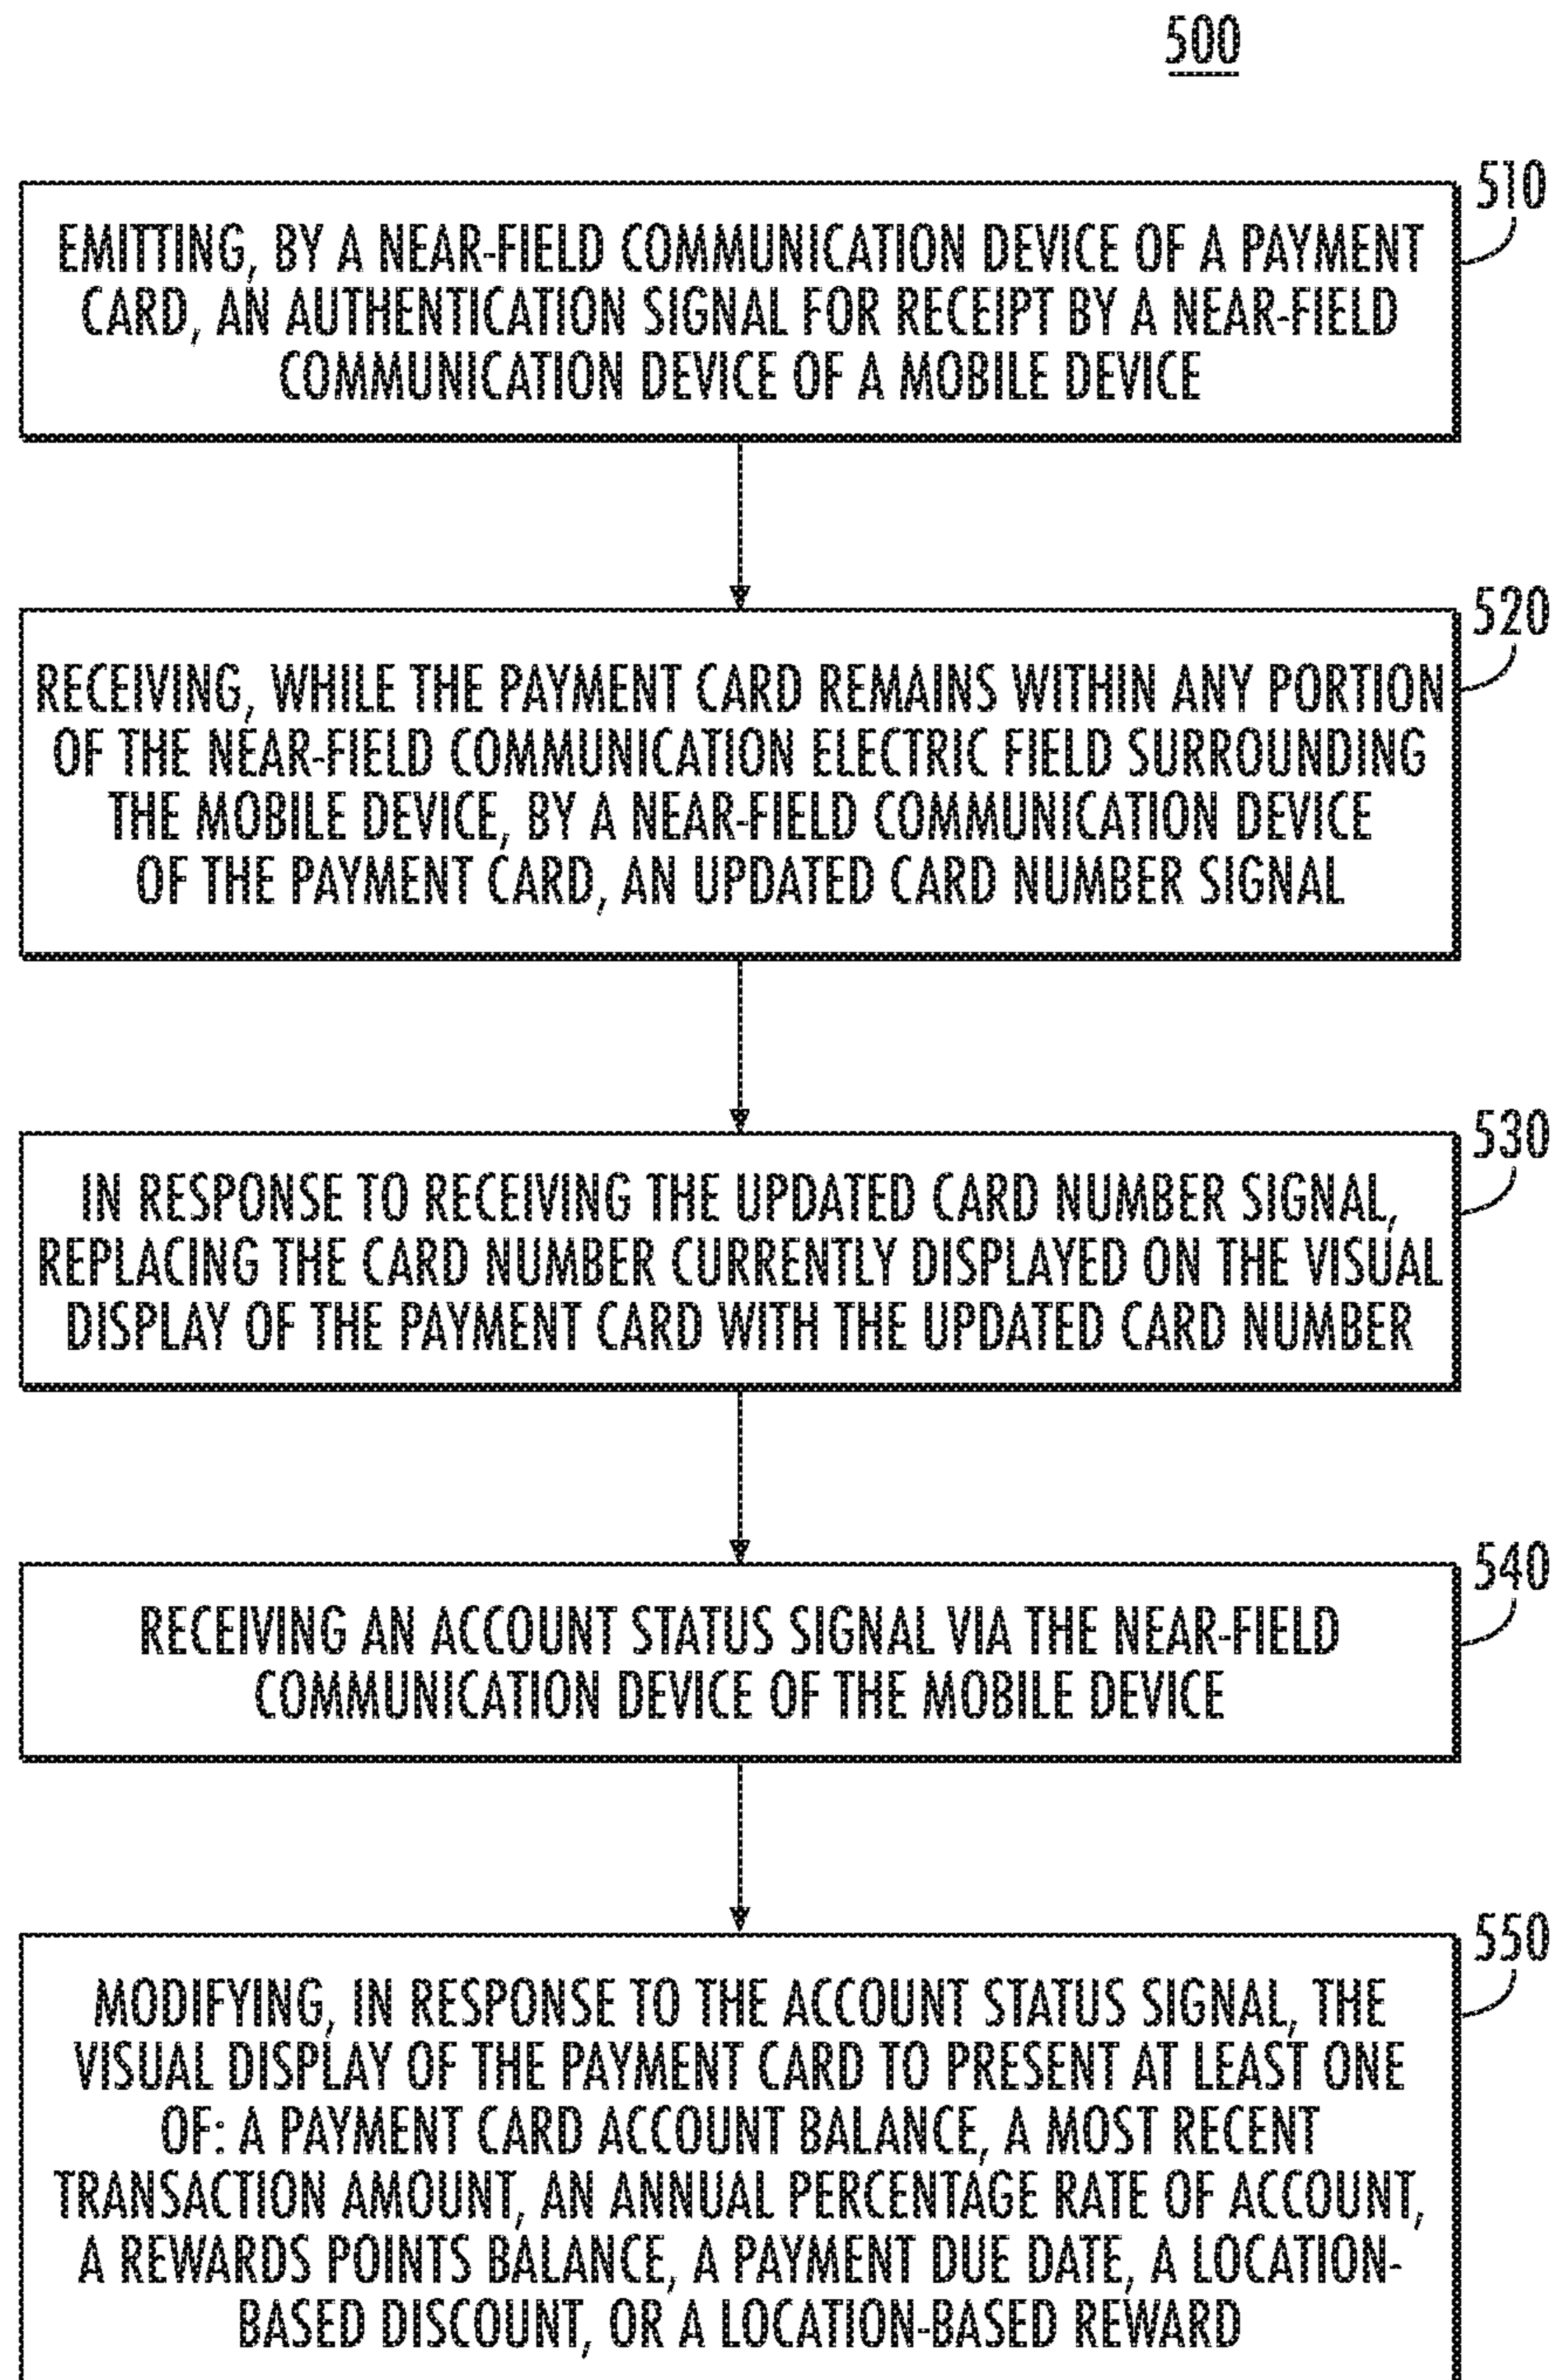 500
510
EMITTING, BY A NEAR-FIELD COMMUNICATION DEVICE OF A PAYMENT
CARD, AN AUTHENTICATION SIGNAL FOR RECEIPT BY A NEAR-FIELD
COMMUNICATION DEVICE OF A MOBILE DEVICE
520
RECEIVING, WHILE THE PAYMENT CARD REMAINS WITHIN ANY PORTION
OF THE NEAR-FIELD COMMUNICATION ELECTRIC FIELD SURROUNDING
THE MOBILE DEVICE, BY A NEAR-FIELD COMMUNICATION DEVICE
OF THE PAYMENT CARD, AN UPDATED CARD NUMBER SIGNAL
530
IN RESPONSE TO RECEIVING THE UPDATED CARD NUMBER SIGNAL,
REPLACING THE CARD NUMBER CURRENTLY DISPLAYED ON THE VISUAL
DISPLAY OF THE PAYMENT CARD WITH THE UPDATED CARD NUMBER
540
RECEIVING AN ACCOUNT STATUS SIGNAL VIA THE NEAR-FIELD
COMMUNICATION DEVICE OF THE MOBILE DEVICE
550
MODIFYING, IN RESPONSE TO THE ACCOUNT STATUS SIGNAL, THE
VISUAL DISPLAY OF THE PAYMENT CARD TO PRESENT AT LEAST ONE
OF: A PAYMENT CARD ACCOUNT BALANCE, A MOST RECENT
TRANSACTION AMOUNT, AN ANNUAL PERCENTAGE RATE OF ACCOUNT,
A REWARDS POINTS BALANCE, A PAYMENT DUE DATE, A LOCATION-
BASED DISCOUNT, OR A LOCATION-BASED REWARD